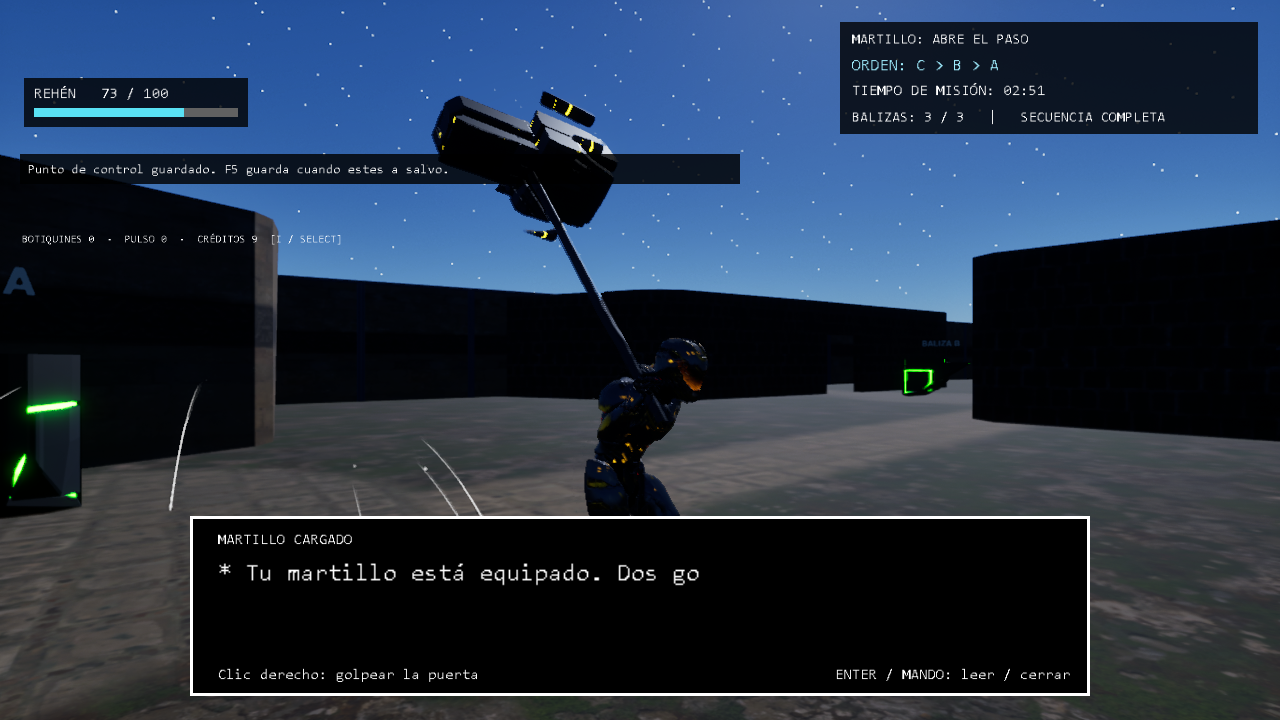 MARTILLO: ABRE EL PASO
ORDEN: C > B > A
TIEMPO DE MISIÓN: 02:51
BALIZAS: 3 / 3 | SECUENCIA COMPLETA
REHÉN 73 / 100
Punto de control guardado. F5 guarda cuando estes a salvo.
BOTIQUINES 0 · PULSO 0 · CRÉDITOS 9 [I / SELECT]
A
BALIZA B
MARTILLO CARGADO
* Tu martillo está equipado. Dos go
Clic derecho: golpear la puerta
ENTER / MANDO: leer / cerrar